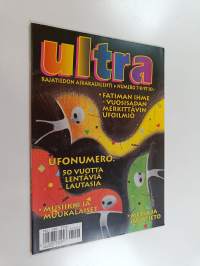 ultra
RAJATIEDON AIKAKAUSLEHTI • NUMERO 7-8/97
• FATIMAN IHME
- VUOSISADAN
MERKITTÄVIN
UFOILMIÖ
UFONUMERO:
50 VUOTTA
LENTÄVIÄ
LAUTASIA
• MUSIIKKI JA
MUUKALAISET